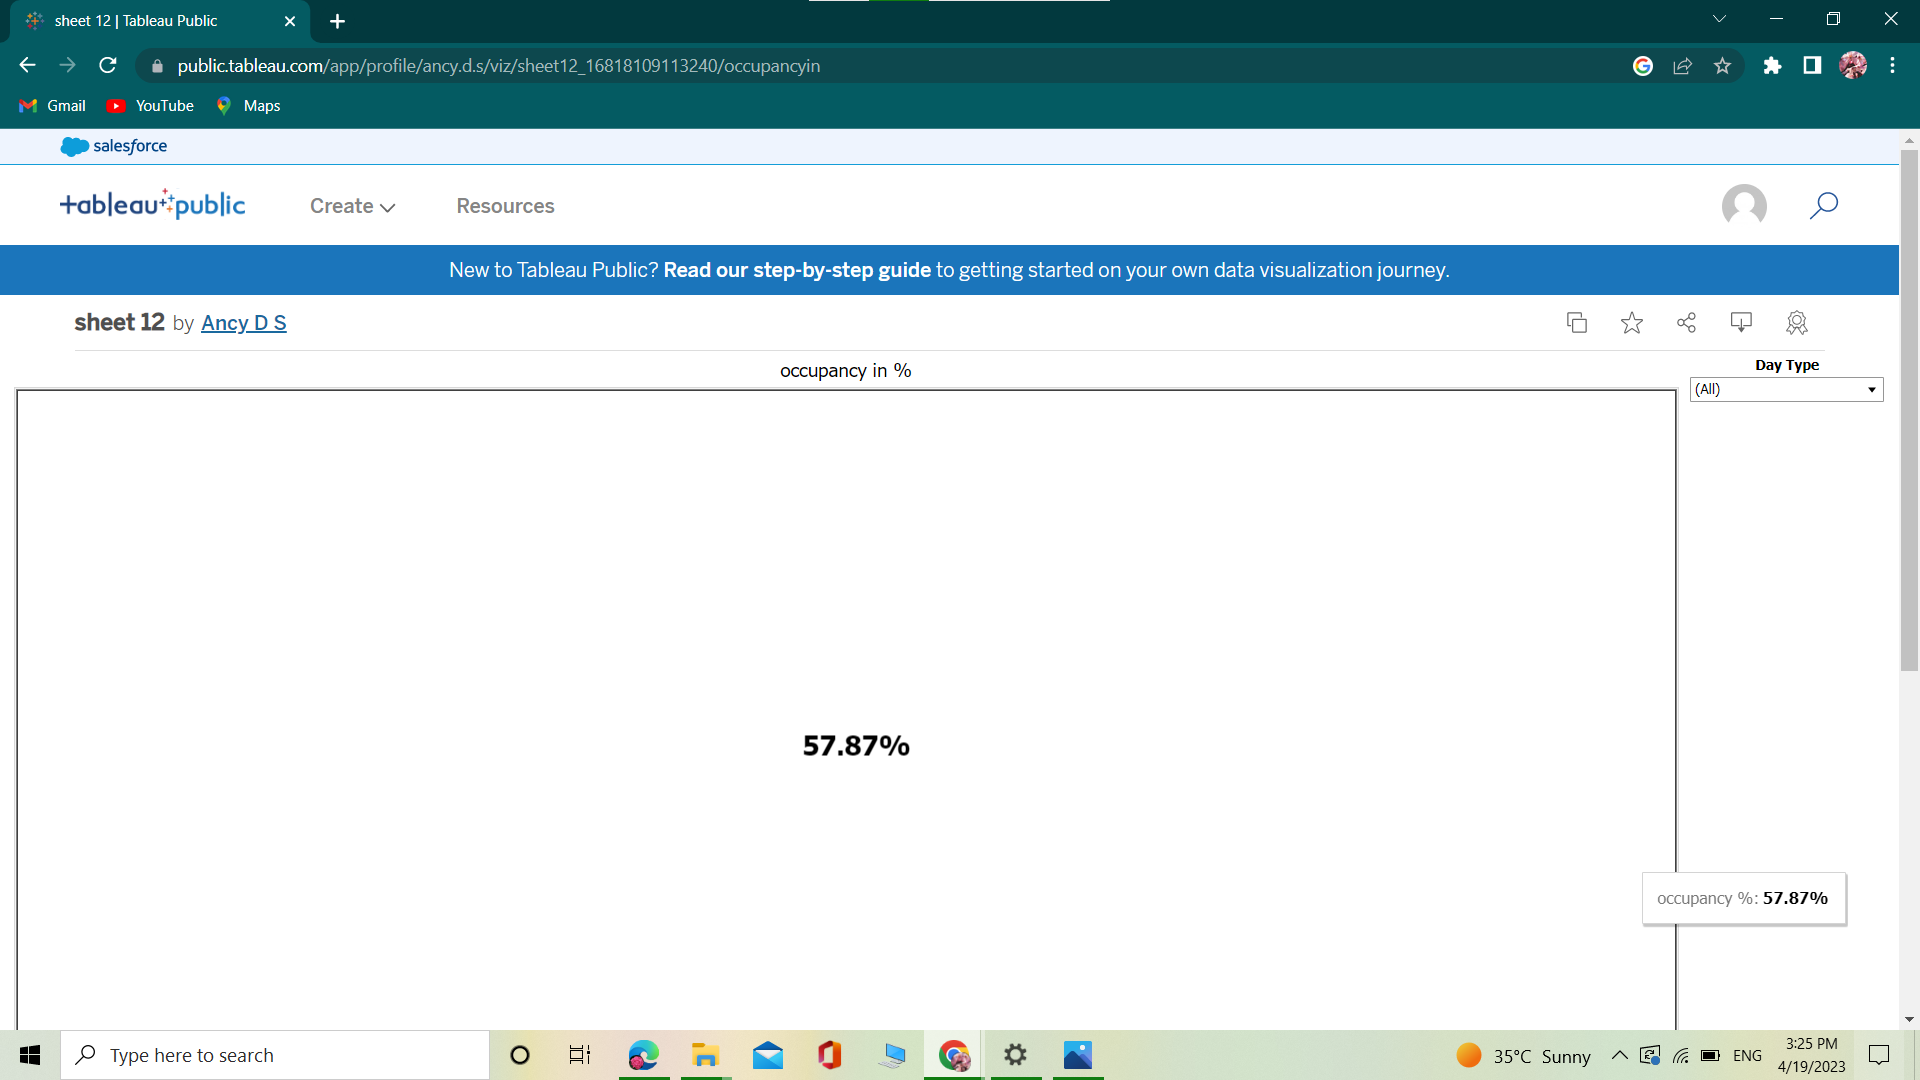 sheet 12 | Tableau Public
public.tableau.com/app/profile/ancy.d.s/viz/sheet12_16818109113240/occupancyin
Gmail YouTube Maps
salesforce
+ableau public Create Resources
New to Tableau Public? Read our step-by-step guide to getting started on your own data visualization journey.
sheet 12 by Ancy D S
occupancy in %
Day Type
(All)
57.87%
occupancy %: 57.87%
Type here to search
35°C Sunny
ENG
3:25 PM
4/19/2023